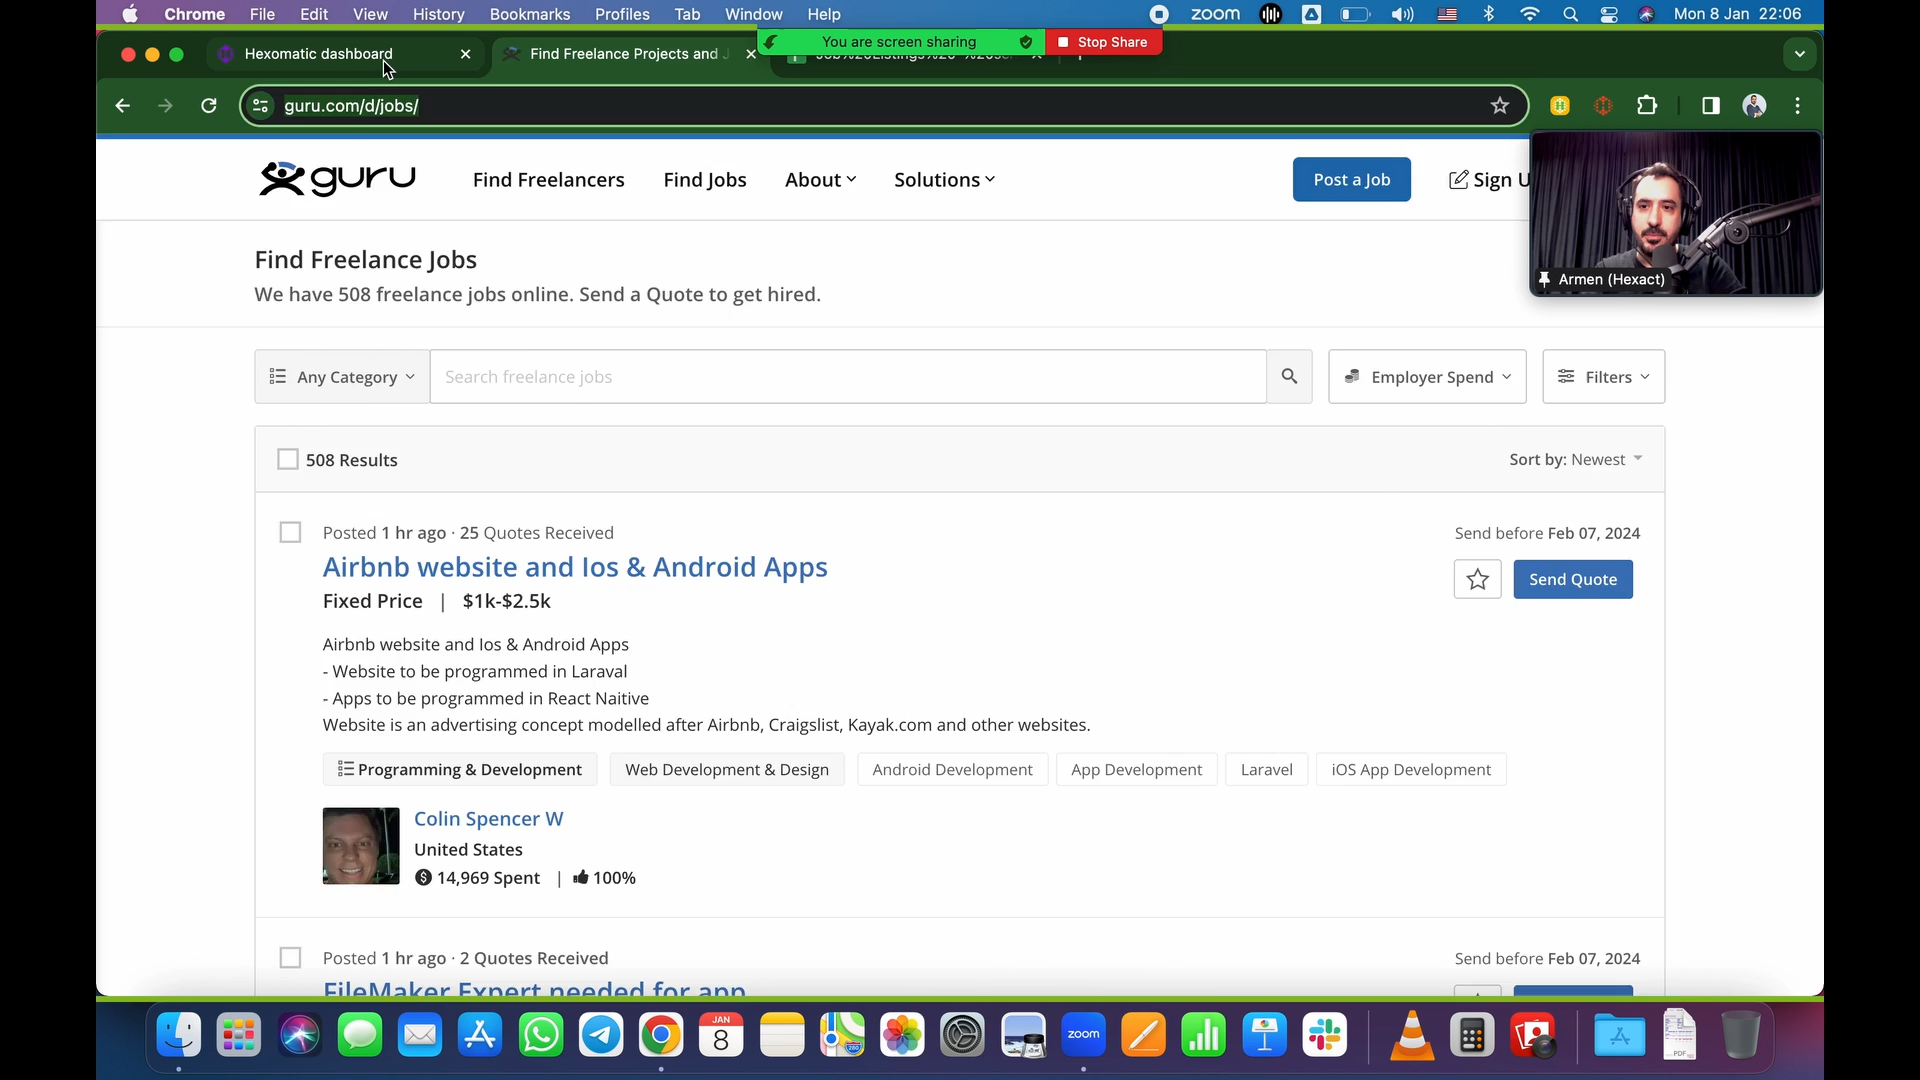 Chrome File Edit View History Bookmarks Profiles Tab Window Help zoom Mon 8 Jan 22:06
You are screen sharing Stop Share
Hexomatic dashboard Find Freelance Projects and J
guru.com/d/jobs/
guru Find Freelancers Find Jobs About Solutions Post a Job Sign U
Armen (Hexact)
Find Freelance Jobs
We have 508 freelance jobs online. Send a Quote to get hired.
Any Category Search freelance jobs Employer Spend Filters
508 Results Sort by: Newest
Posted 1 hr ago · 25 Quotes Received Send before Feb 07, 2024
Airbnb website and Ios & Android Apps Send Quote
Fixed Price | $1k-$2.5k
Airbnb website and Ios & Android Apps
- Website to be programmed in Laraval
- Apps to be programmed in React Naitive
Website is an advertising concept modelled after Airbnb, Craigslist, Kayak.com and other websites.
Programming & Development Web Development & Design Android Development App Development Laravel iOS App Development
Colin Spencer W
United States
14,969 Spent | 100%
Posted 1 hr ago · 2 Quotes Received Send before Feb 07, 2024
FileMaker Expert needed for app
JAN
8
zoom
PDF